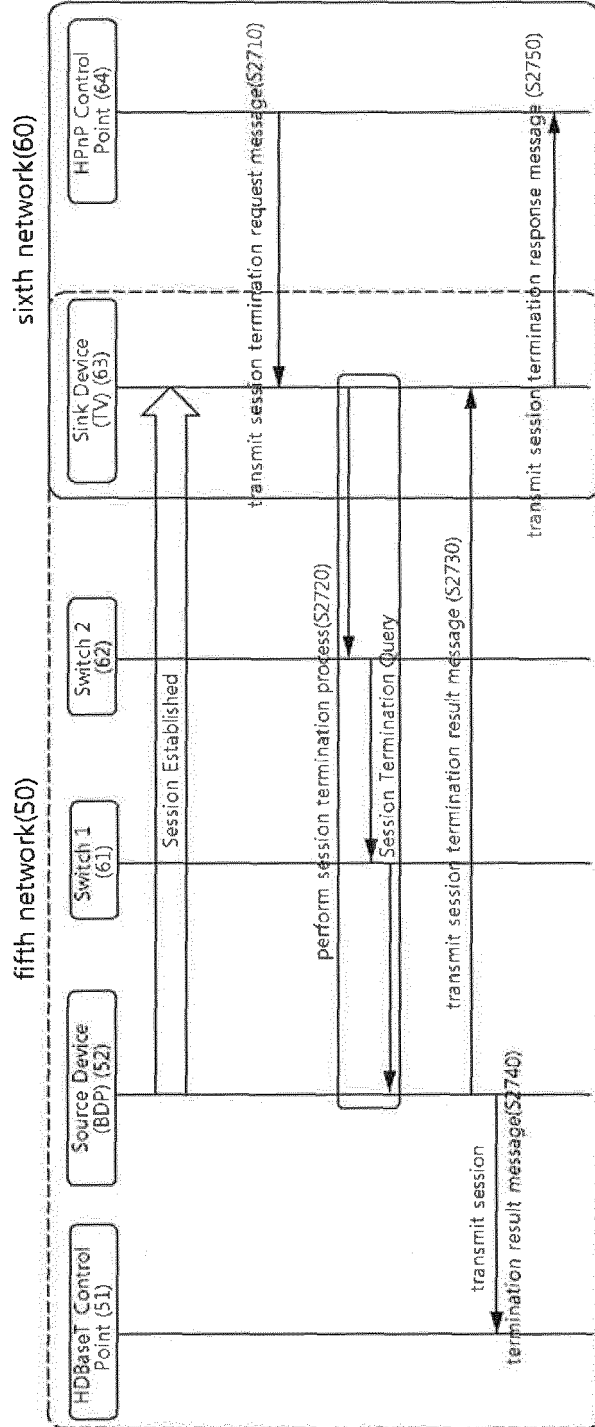 fifth network(50)
sixth network(60)
HDBaseT Control
Point (51)
Source Device
(BDP) (52)
Switch 1
(61)
Switch 2
(62)
Sink Device
(TV) (63)
HPnP Control
Point (64)
Session Established
transmit session termination request message(S2710)
perform session termination process(S2720)
Session Termination Query
transmit session termination result message (S2730)
transmit session
termination result message(S2740)
transmit session termination response message (S2750)